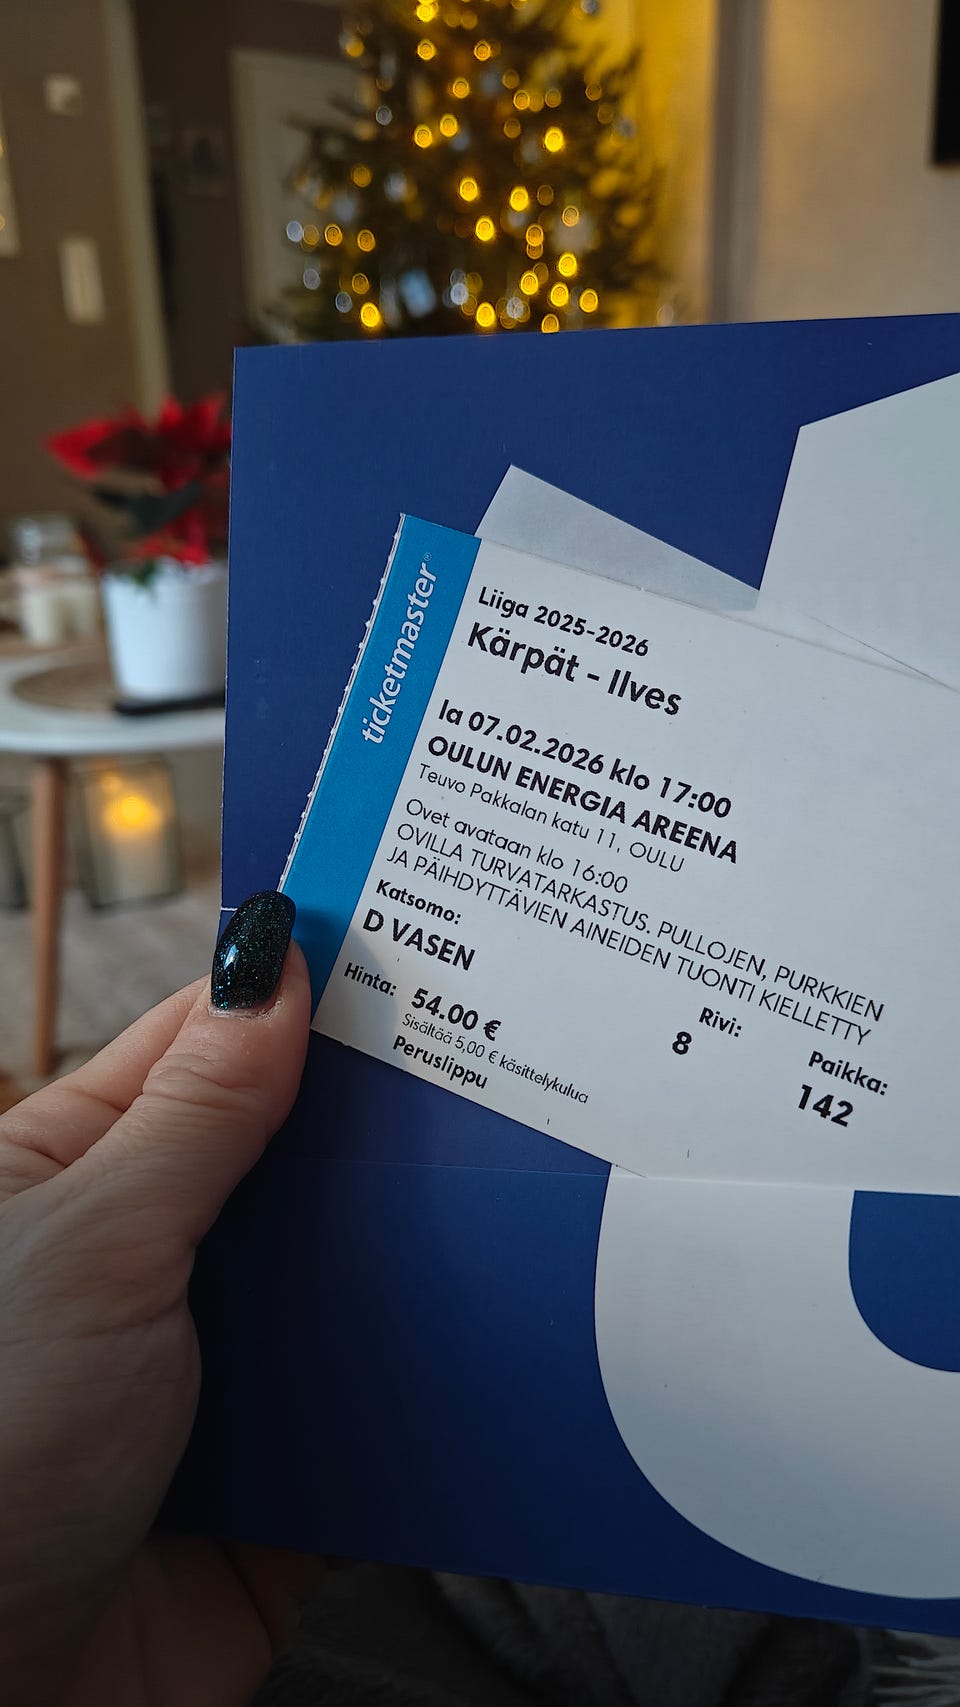 ticketmaster®
Liiga 2025-2026
Kärpät - Ilves
la 07.02.2026 klo 17:00
OULUN ENERGIA AREENA
Teuvo Pakkalan katu 11, OULU
Ovet avataan klo 16:00
OVILLA TURVATARKASTUS. PULLOJEN, PURKKIEN
JA PÄIHDYTTÄVIEN AINEIDEN TUONTI KIELLETTY
Katsomo:
D VASEN
Rivi:
8
Paikka:
142
Hinta:
54.00 €
Sisältää 5,00 € käsittelykulua
Peruslippu